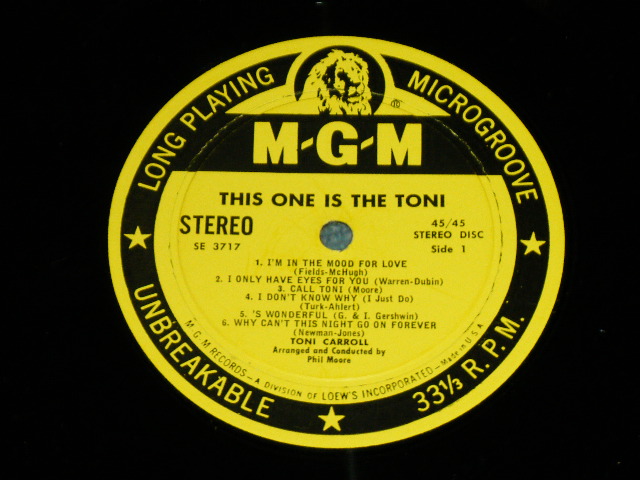 LONG PLAYING
MICROGROOVE
M-G-M
THIS ONE IS THE TONI
STEREO
SE 3717
45/45
STEREO DISC
Side 1
1. I'M IN THE MOOD FOR LOVE
(Fields-McHugh)
2. I ONLY HAVE EYES FOR YOU (Warren-Dubin)
3. CALL TONI (Moore)
4. I DON'T KNOW WHY (I Just Do)
(Turk-Ahlert)
5. 'S WONDERFUL (G. & I. Gershwin)
6. WHY CAN'T THIS NIGHT GO ON FOREVER
(Newman-Jones)
TONI CARROLL
Arranged and Conducted by
Phil Moore
M G M RECORDS — A DIVISION OF LOEW'S INCORPORATED — Made in U.S.A.
UNBREAKABLE
33⅓ R.P.M.